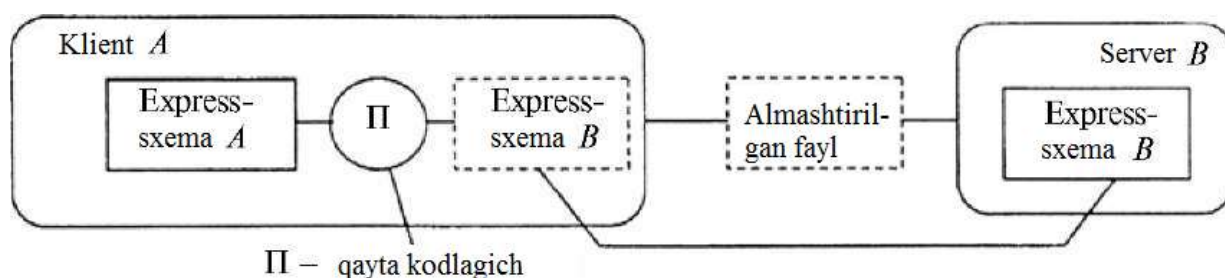 Klient A
Server B
Express-
sxema A
П
Express-
sxema B
Almashtiril-
gan fayl
Express-
sxema B
П – qayta kodlagich